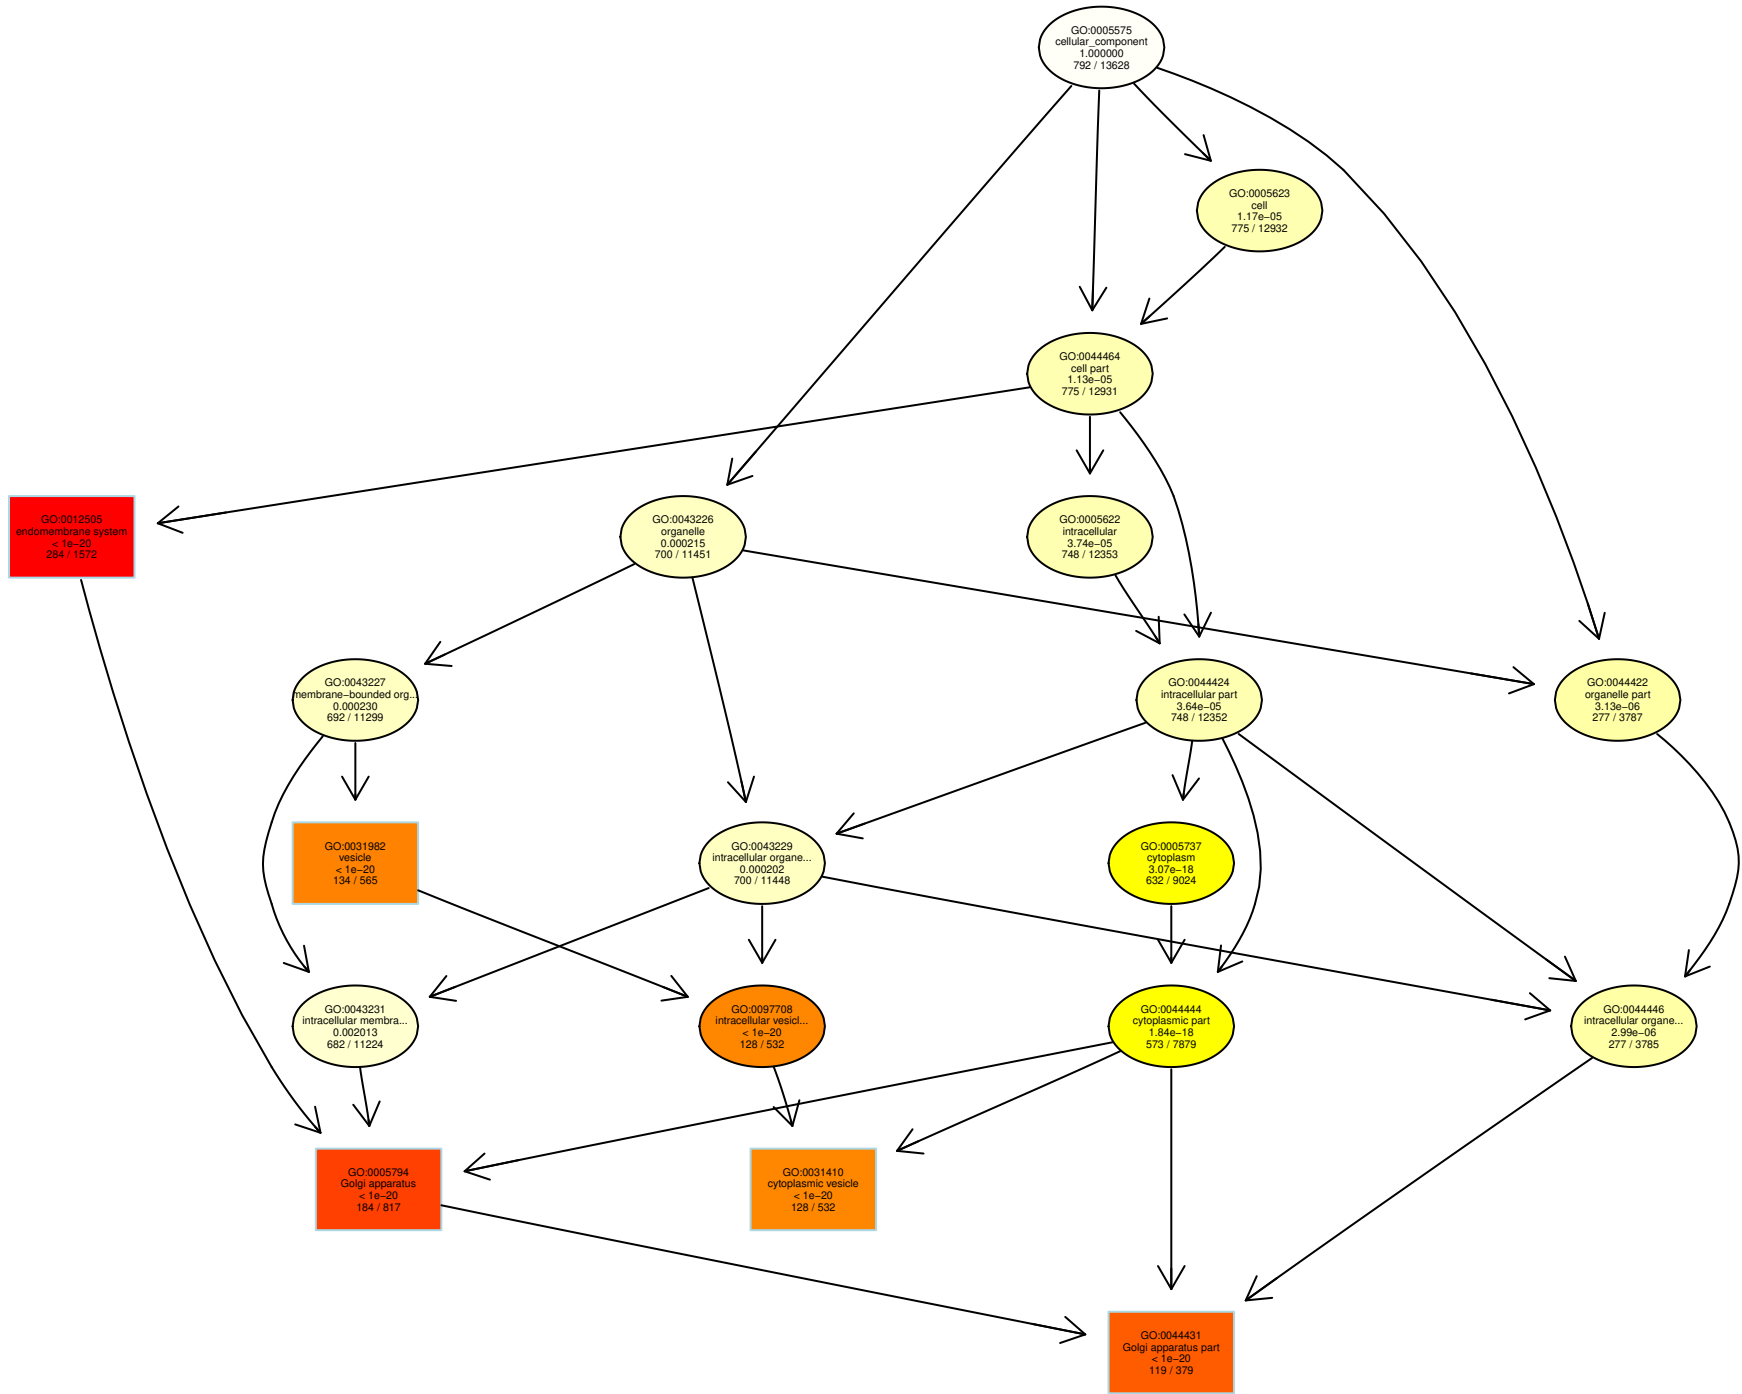 GO:0005575
cellular_component
1.000000
792 / 13628
GO:0005623
cell
1.17e−05
775 / 12932
GO:0044464
cell part
1.13e−05
775 / 12931
GO:0012505
endomembrane system
< 1e−20
284 / 1572
GO:0043226
organelle
0.000215
700 / 11451
GO:0005622
intracellular
3.74e−05
748 / 12353
GO:0043227
membrane−bounded org...
0.000230
692 / 11299
GO:0044424
intracellular part
3.64e−05
748 / 12352
GO:0044422
organelle part
3.13e−06
277 / 3787
GO:0031982
vesicle
< 1e−20
134 / 565
GO:0043229
intracellular organe...
0.000202
700 / 11448
GO:0005737
cytoplasm
3.07e−18
632 / 9024
GO:0043231
intracellular membra...
0.002013
682 / 11224
GO:0097708
intracellular vesicl...
< 1e−20
128 / 532
GO:0044444
cytoplasmic part
1.84e−18
573 / 7879
GO:0044446
intracellular organe...
2.99e−06
277 / 3785
GO:0005794
Golgi apparatus
< 1e−20
184 / 817
GO:0031410
cytoplasmic vesicle
< 1e−20
128 / 532
GO:0044431
Golgi apparatus part
< 1e−20
119 / 379